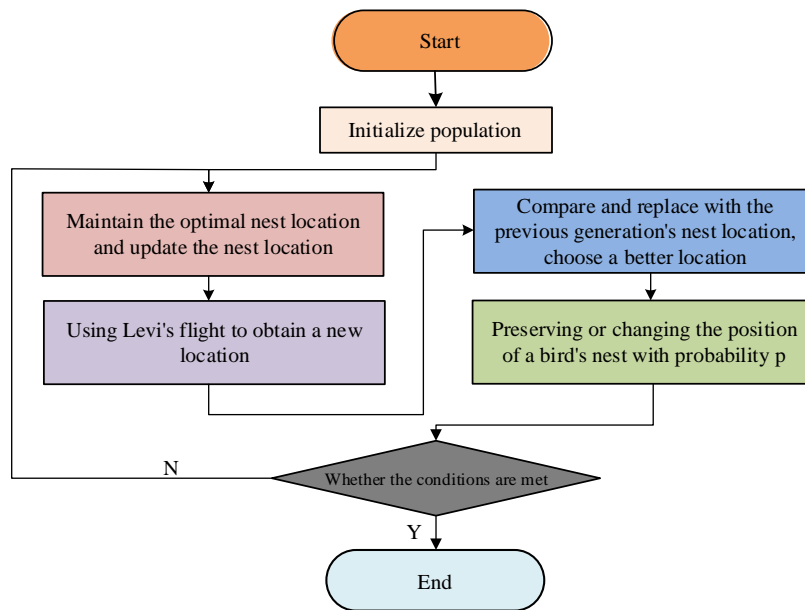 Start
Initialize population
Maintain the optimal nest location
and update the nest location
Using Levi's flight to obtain a new
location
Compare and replace with the
previous generation's nest location,
choose a better location
Preserving or changing the position
of a bird's nest with probability p
Whether the conditions are met
N
Y
End